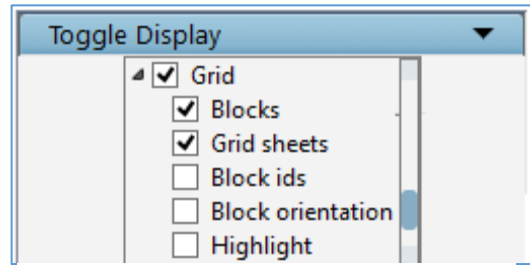 Toggle Display
Grid
Blocks
Grid sheets
Block ids
Block orientation
Highlight